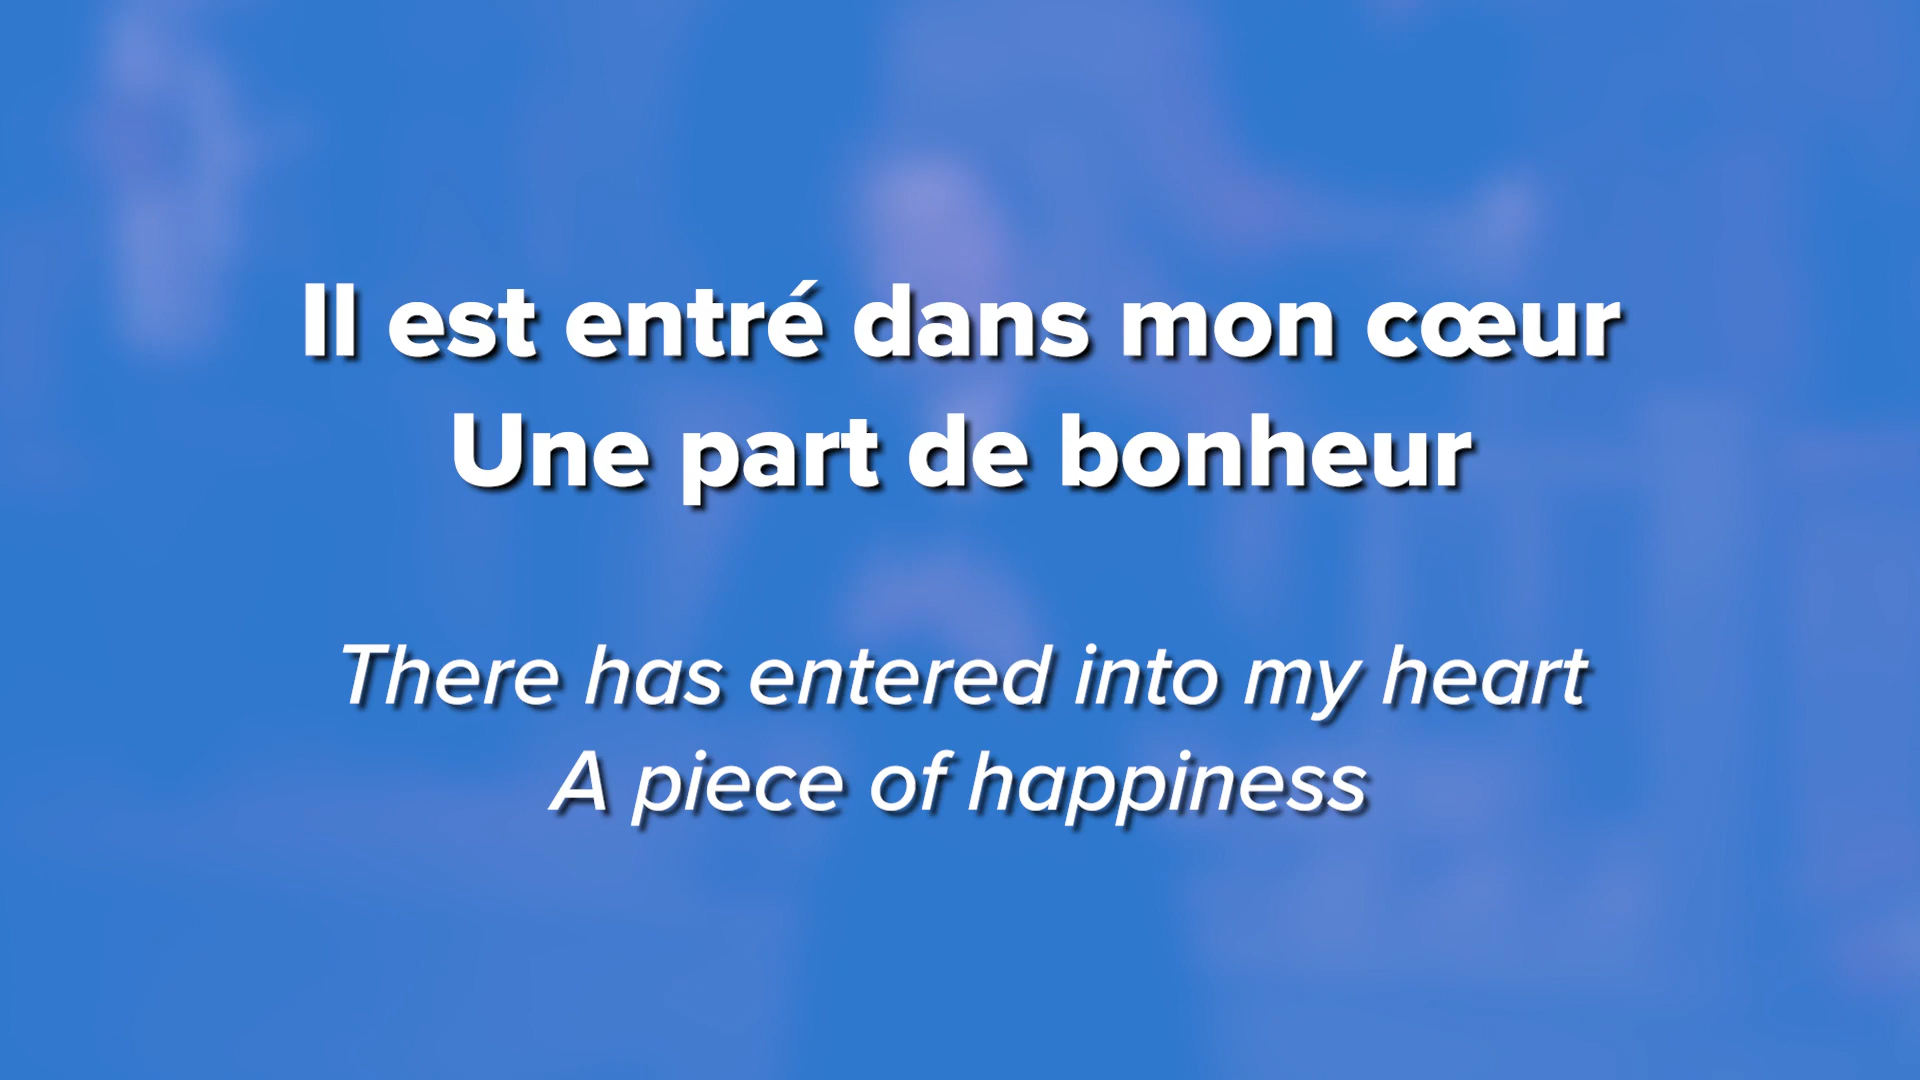 Il est entré dans mon cœur
Une part de bonheur
There has entered into my heart
A piece of happiness